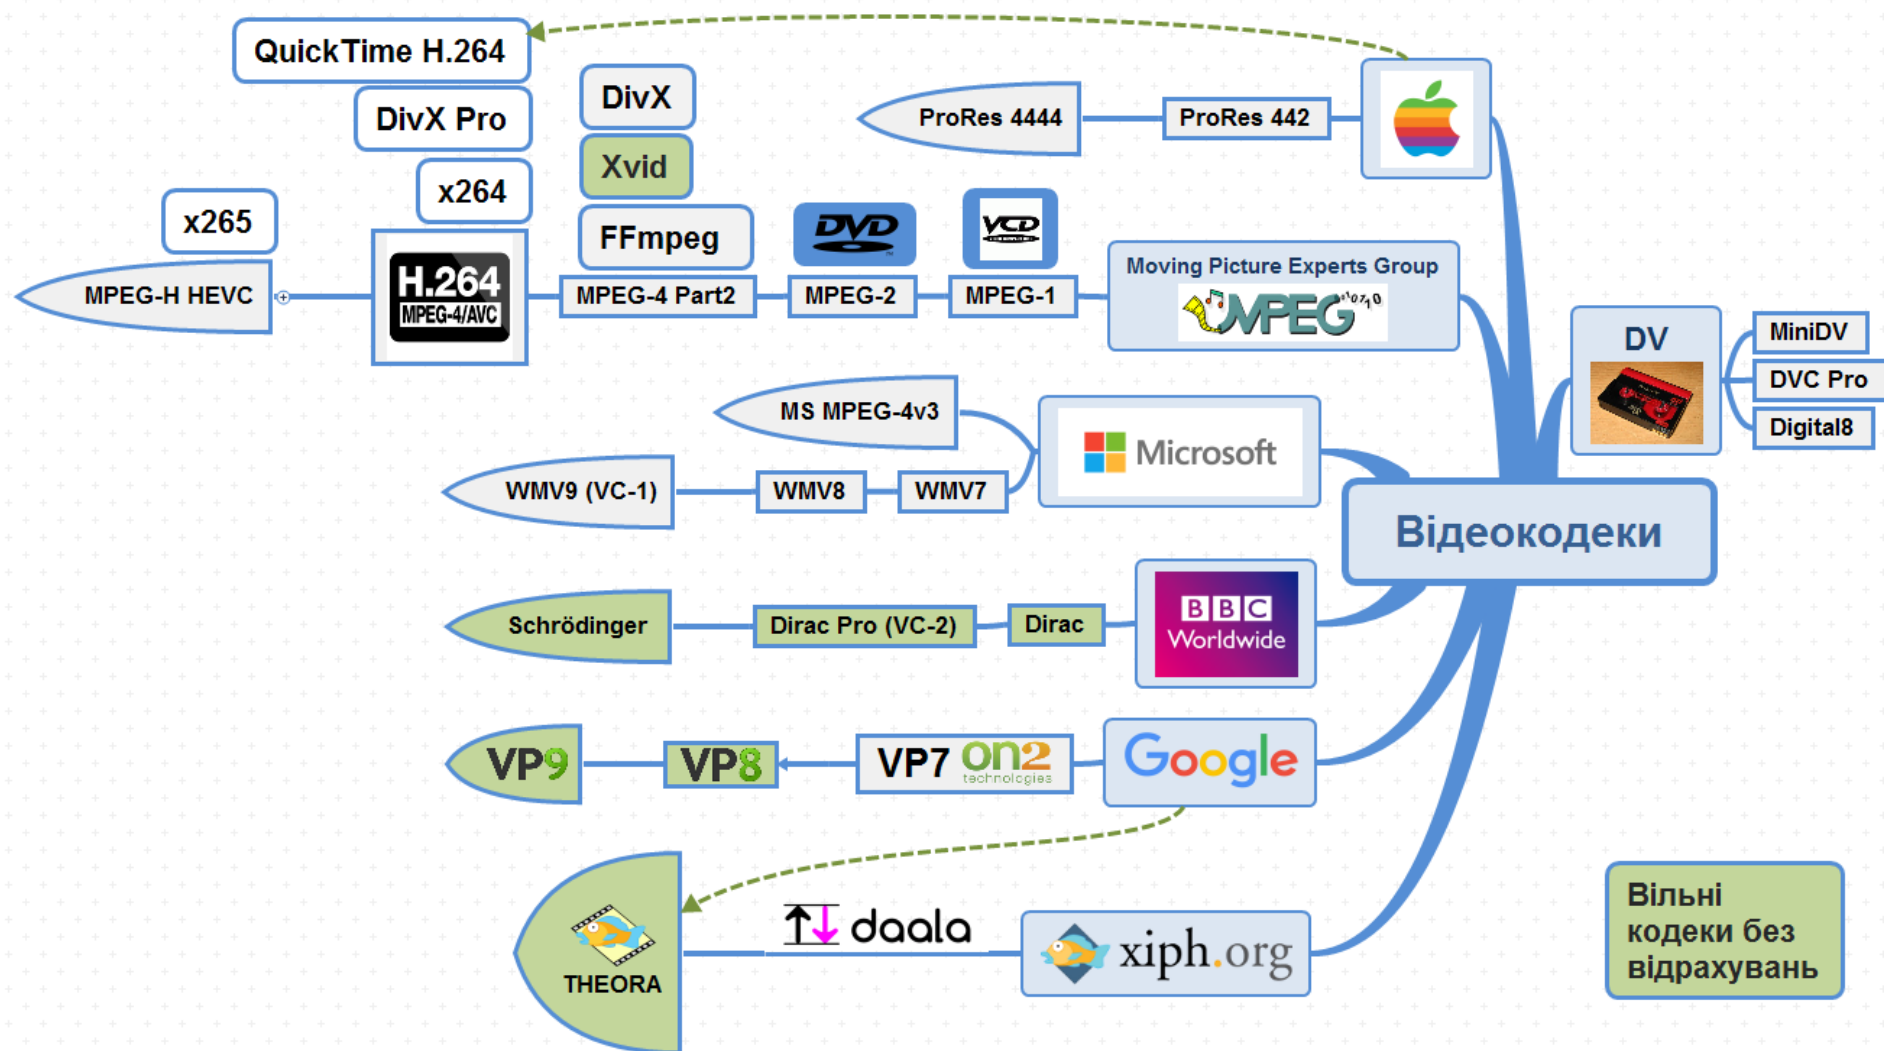 QuickTime H.264
DivX Pro
x264
x265
MPEG-H HEVC
H.264
MPEG-4/AVC
DivX
Xvid
FFmpeg
MPEG-4 Part2
DVD
MPEG-2
VCD
MPEG-1
Moving Picture Experts Group
MPEG
ProRes 4444
ProRes 442
DV
MiniDV
DVC Pro
Digital8
MS MPEG-4v3
WMV9 (VC-1)
WMV8
WMV7
Microsoft
Відеокодеки
Schrödinger
Dirac Pro (VC-2)
Dirac
BBC
Worldwide
VP9
VP8
VP7
on2
technologies
Google
THEORA
daala
xiph.org
Вільні
кодеки без
відрахувань